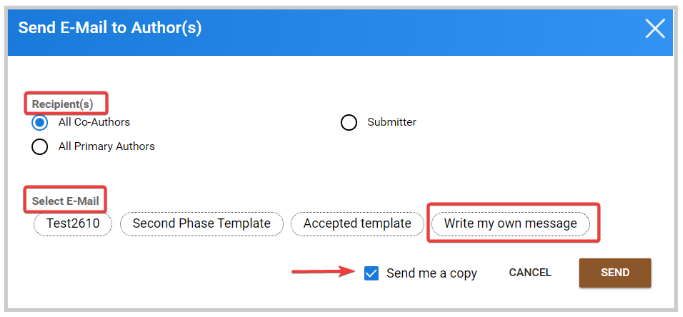 Send E-Mail to Author(s)
Recipient(s)
All Co-Authors
Submitter
All Primary Authors
Select E-Mail
Test2610
Second Phase Template
Accepted template
Write my own message
Send me a copy
CANCEL
SEND